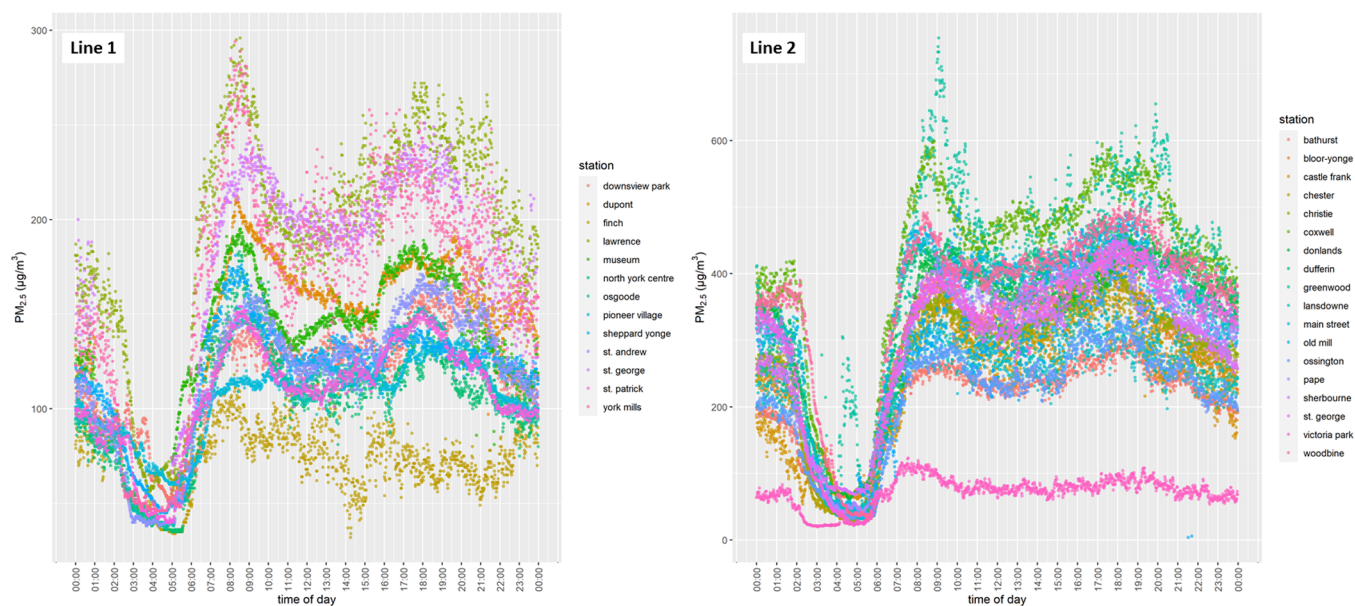 Line 1
300
200
100
PM2.5 (µg/m³)
00:00
01:00
02:00
03:00
04:00
05:00
06:00
07:00
08:00
09:00
10:00
11:00
12:00
13:00
14:00
15:00
16:00
17:00
18:00
19:00
20:00
21:00
22:00
23:00
00:00
time of day
station
downsview park
dupont
finch
lawrence
museum
north york centre
osgoode
pioneer village
sheppard yonge
st. andrew
st. george
st. patrick
york mills
Line 2
600
400
200
0
PM2.5 (µg/m³)
00:00
01:00
02:00
03:00
04:00
05:00
06:00
07:00
08:00
09:00
10:00
11:00
12:00
13:00
14:00
15:00
16:00
17:00
18:00
19:00
20:00
21:00
22:00
23:00
00:00
time of day
station
bathurst
bloor-yonge
castle frank
chester
christie
coxwell
donlands
dufferin
greenwood
lansdowne
main street
old mill
ossington
pape
sherbourne
st. george
victoria park
woodbine